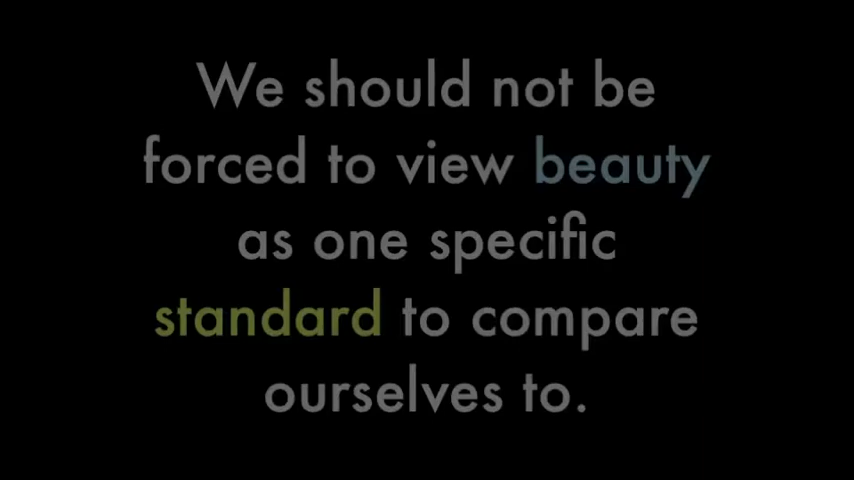 We should not be
forced to view beauty
as one specific
standard to compare
ourselves to.